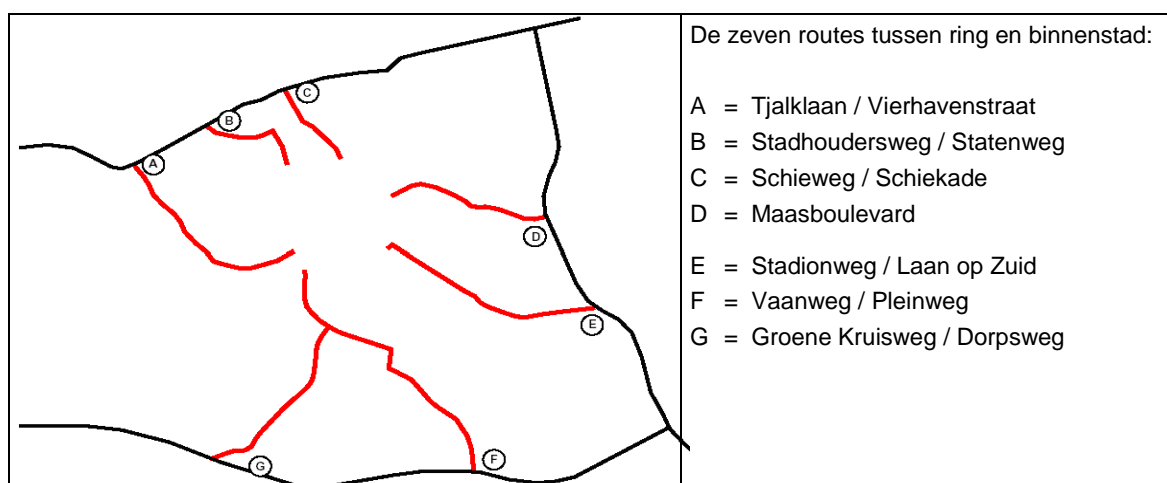 De zeven routes tussen ring en binnenstad:
A = Tjalklaan / Vierhavenstraat
B = Stadhoudersweg / Statenweg
C = Schieweg / Schiekade
D = Maasboulevard
E = Stadionweg / Laan op Zuid
F = Vaanweg / Pleinweg
G = Groene Kruisweg / Dorpsweg
C
B
A
D
E
F
G